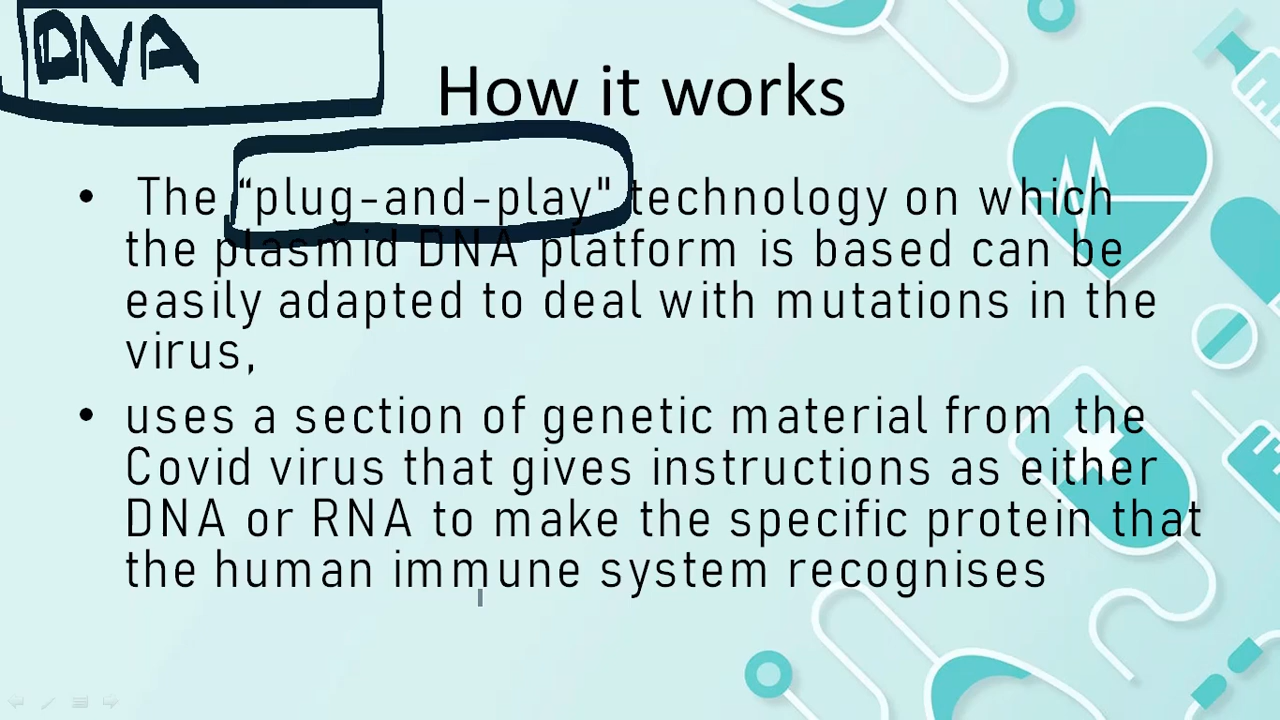 DNA
How it works
• The “plug-and-play" technology on which
the plasmid DNA platform is based can be
easily adapted to deal with mutations in the
virus,
• uses a section of genetic material from the
Covid virus that gives instructions as either
DNA or RNA to make the specific protein that
the human immune system recognises